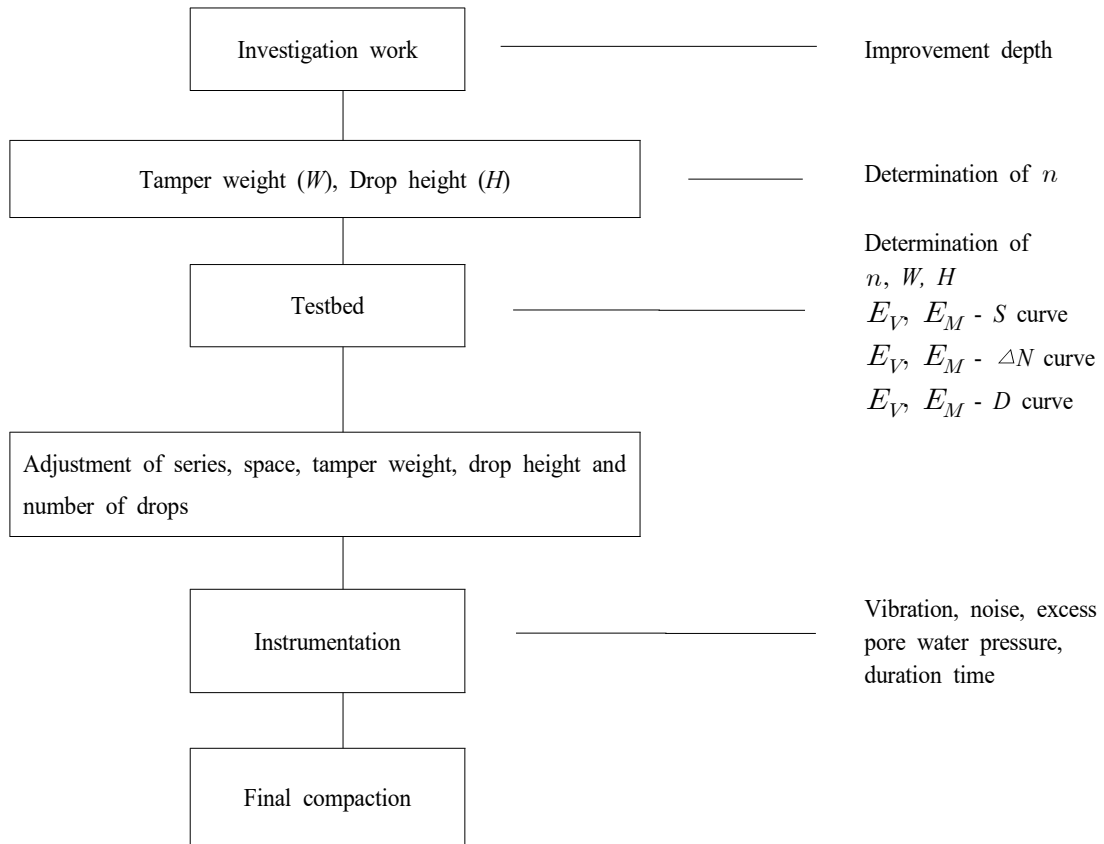 Investigation work
Improvement depth
Tamper weight (W), Drop height (H)
Determination of n
Testbed
Determination of
n, W, H
E_V, E_M - S curve
E_V, E_M - △N curve
E_V, E_M - D curve
Adjustment of series, space, tamper weight, drop height and
number of drops
Instrumentation
Vibration, noise, excess
pore water pressure,
duration time
Final compaction